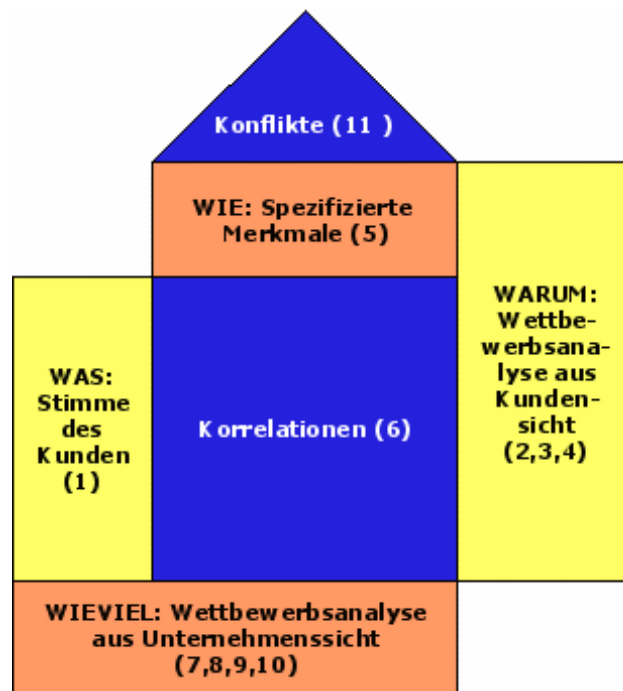 Konflikte (11 )
WIE: Spezifizierte
Merkmale (5)
WAS:
Stimme
des
Kunden
(1)
Korrelationen (6)
WARUM:
Wettbe-
werbsana-
lyse aus
Kunden-
sicht
(2,3,4)
WIEVIEL: Wettbewerbsanalyse
aus Unternehmenssicht
(7,8,9,10)